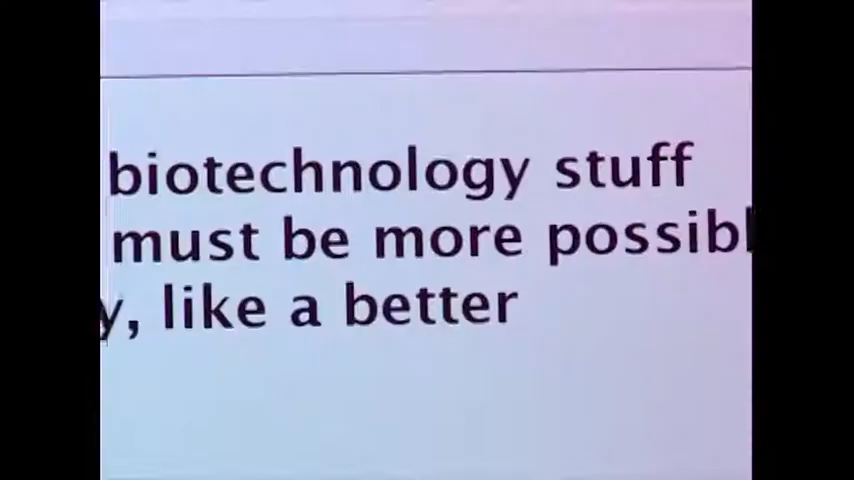 biotechnology stuff
must be more possib
y, like a better